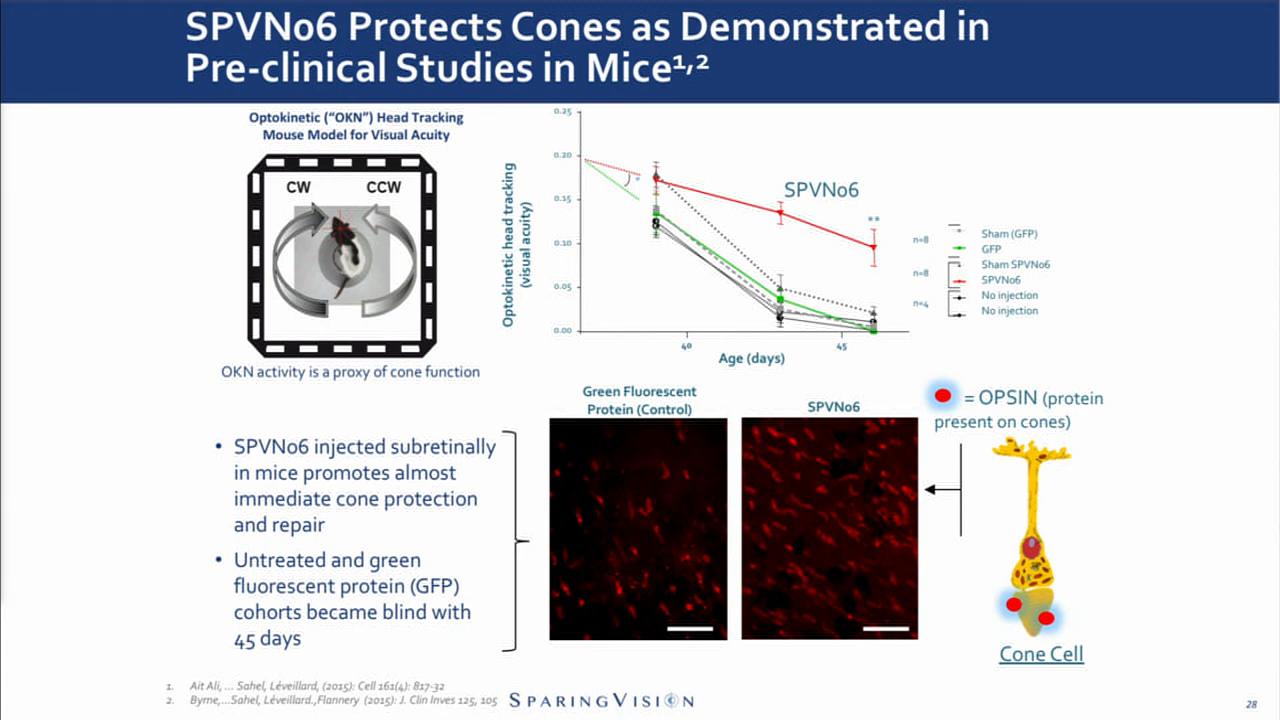 SPVN06 Protects Cones as Demonstrated in
Pre-clinical Studies in Mice1,2
Optokinetic (“OKN”) Head Tracking
Mouse Model for Visual Acuity
CW
CCW
OKN activity is a proxy of cone function
Optokinetic head tracking
(visual acuity)
0.25
0.20
0.15
0.10
0.05
0.00
*
SPVN06
**
40
45
Age (days)
n=8
n=8
n=4
Sham (GFP)
GFP
Sham SPVN06
SPVN06
No injection
No injection
• SPVN06 injected subretinally
in mice promotes almost
immediate cone protection
and repair
• Untreated and green
fluorescent protein (GFP)
cohorts became blind with
45 days
Green Fluorescent
Protein (Control)
SPVN06
= OPSIN (protein
present on cones)
Cone Cell
1. Ait Ali, ... Sahel, Léveillard, (2015): Cell 161(4): 817-32
2. Byrne,...Sahel, Léveillard.,Flannery (2015): J. Clin Inves 125, 105
SPARINGVISION
28